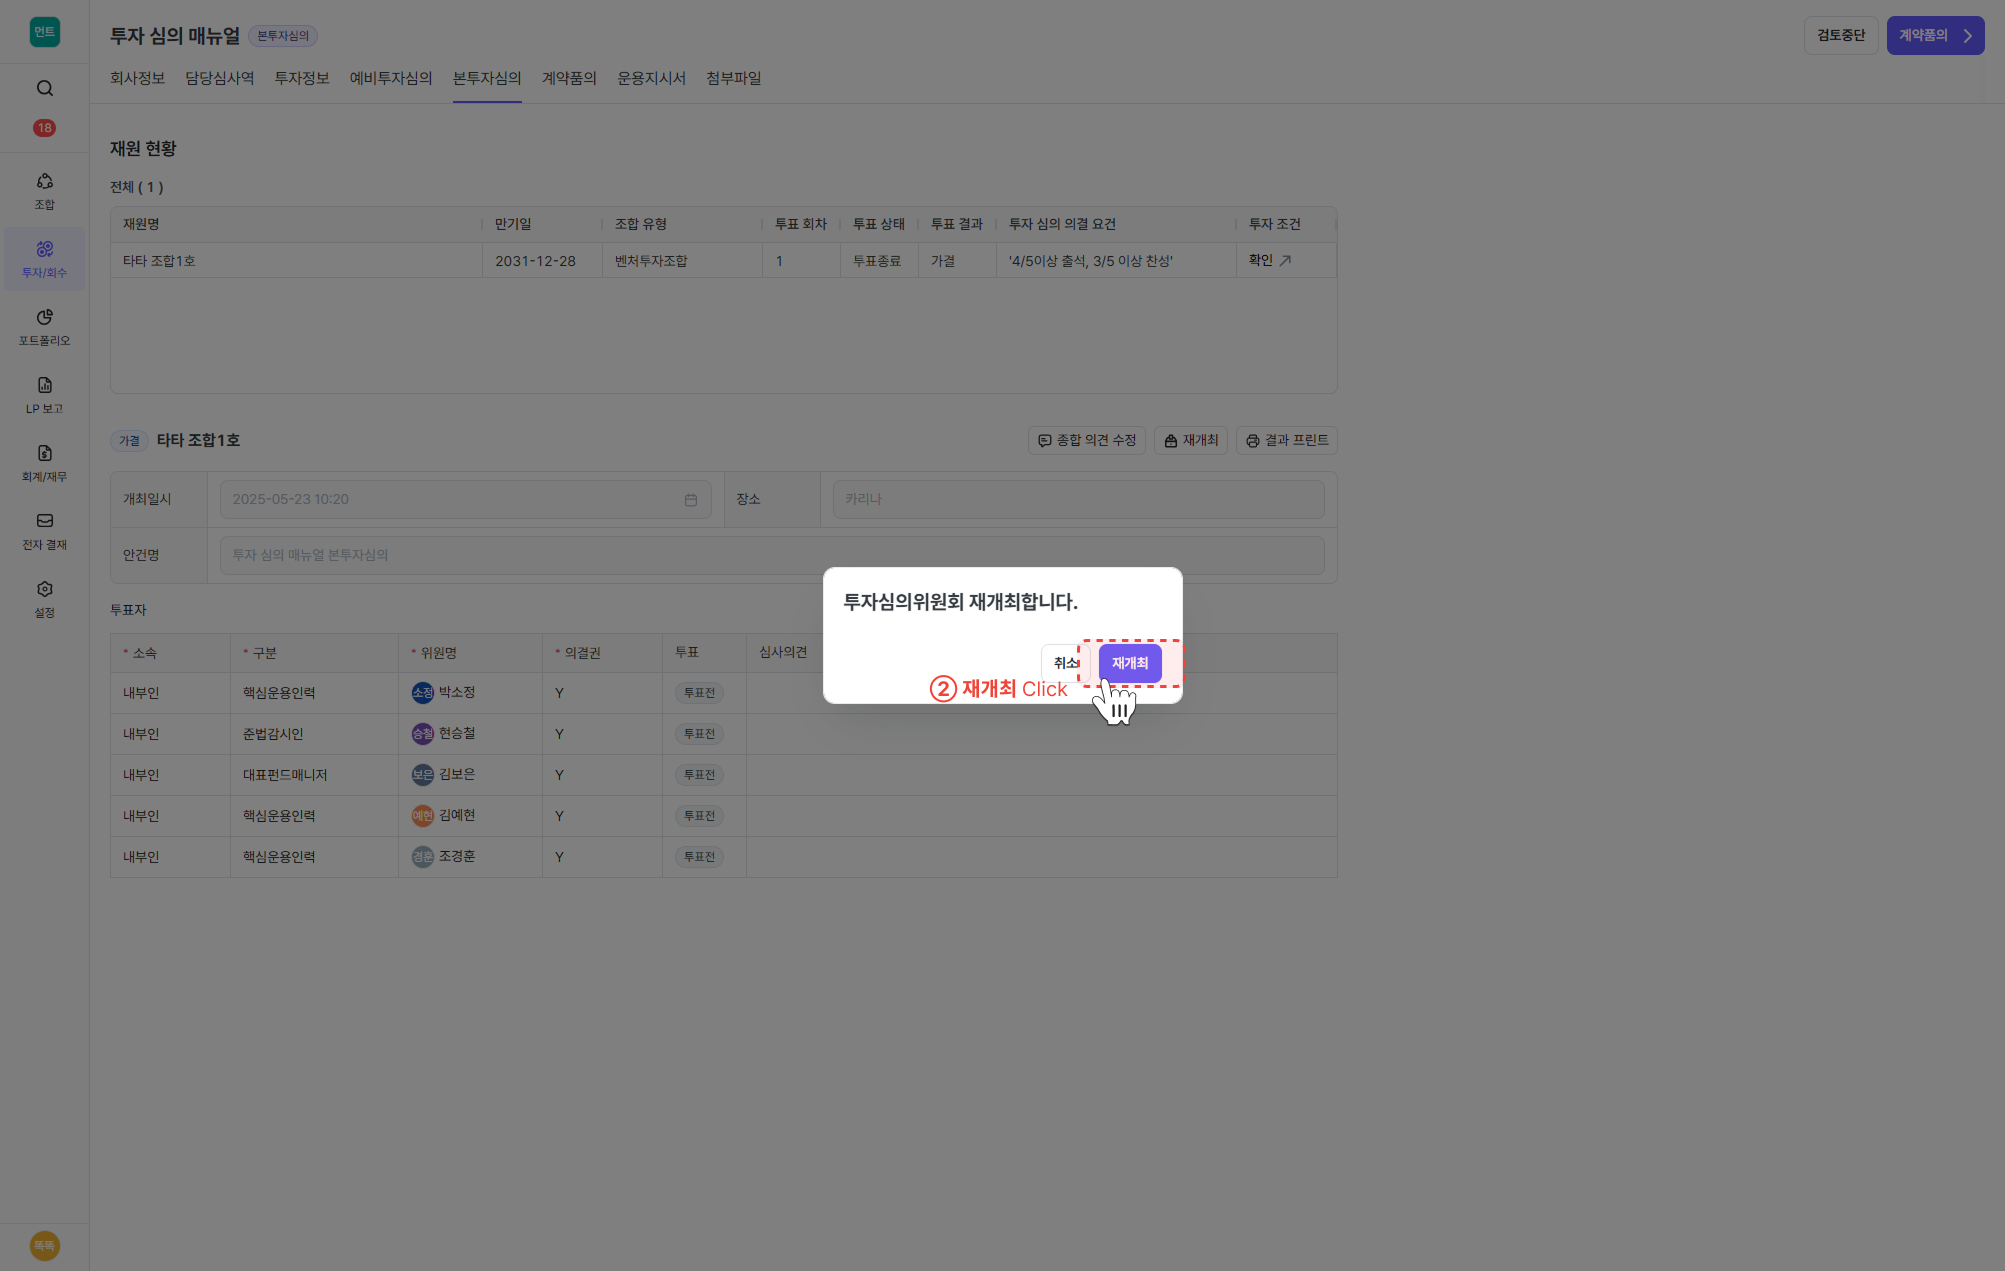 먼트
투자 심의 매뉴얼 본투자심의
검토중단 계약품의
회사정보 담당심사역 투자정보 예비투자심의 본투자심의 계약품의 운용지시서 첨부파일
18
조합
투자/회수
포트폴리오
LP 보고
회계/재무
전자 결재
설정
똑똑
재원 현황
전체 ( 1 )
재원명 만기일 조합 유형 투표 회차 투표 상태 투표 결과 투자 심의 의결 요건 투자 조건
타타 조합1호 2031-12-28 벤처투자조합 1 투표종료 가결 '4/5이상 출석, 3/5 이상 찬성' 확인
가결 타타 조합1호 종합 의견 수정 재개최 결과 프린트
개최일시 2025-05-23 10:20 장소 카리나
안건명 투자 심의 매뉴얼 본투자심의
투표자
* 소속 * 구분 * 위원명 * 의결권 투표 심사의견
내부인 핵심운용인력 소정 박소정 Y 투표전
내부인 준법감시인 승철 현승철 Y 투표전
내부인 대표펀드매니저 보은 김보은 Y 투표전
내부인 핵심운용인력 예현 김예현 Y 투표전
내부인 핵심운용인력 경훈 조경훈 Y 투표전
투자심의위원회 재개최합니다.
취소 재개최
② 재개최 Click